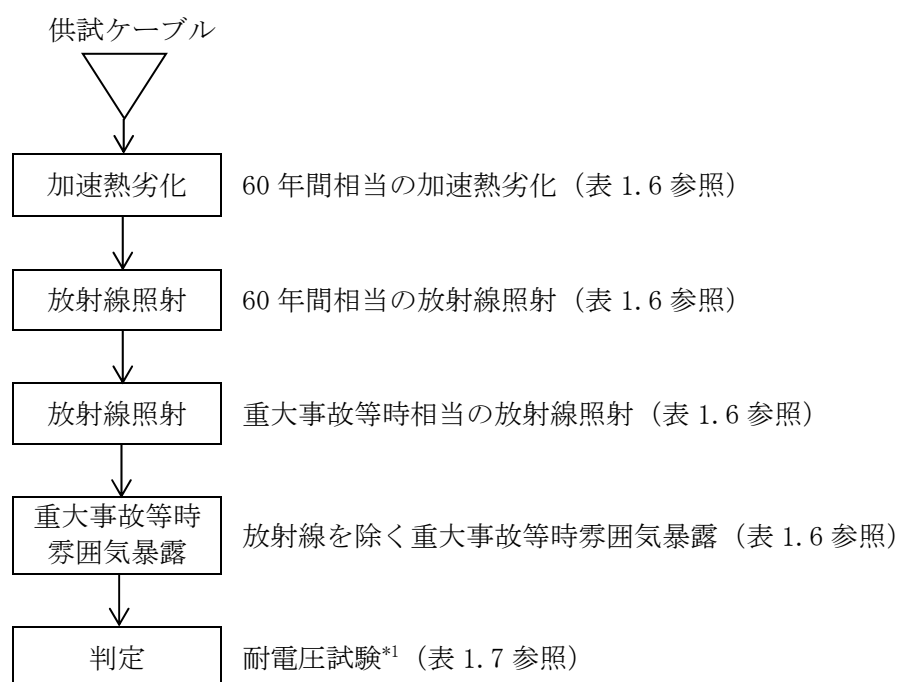 供試ケーブル
加速熱劣化 60年間相当の加速熱劣化（表1.6参照）
放射線照射 60年間相当の放射線照射（表1.6参照）
放射線照射 重大事故等時相当の放射線照射（表1.6参照）
重大事故等時
雰囲気暴露 放射線を除く重大事故等時雰囲気暴露（表1.6参照）
判定 耐電圧試験*1（表1.7参照）